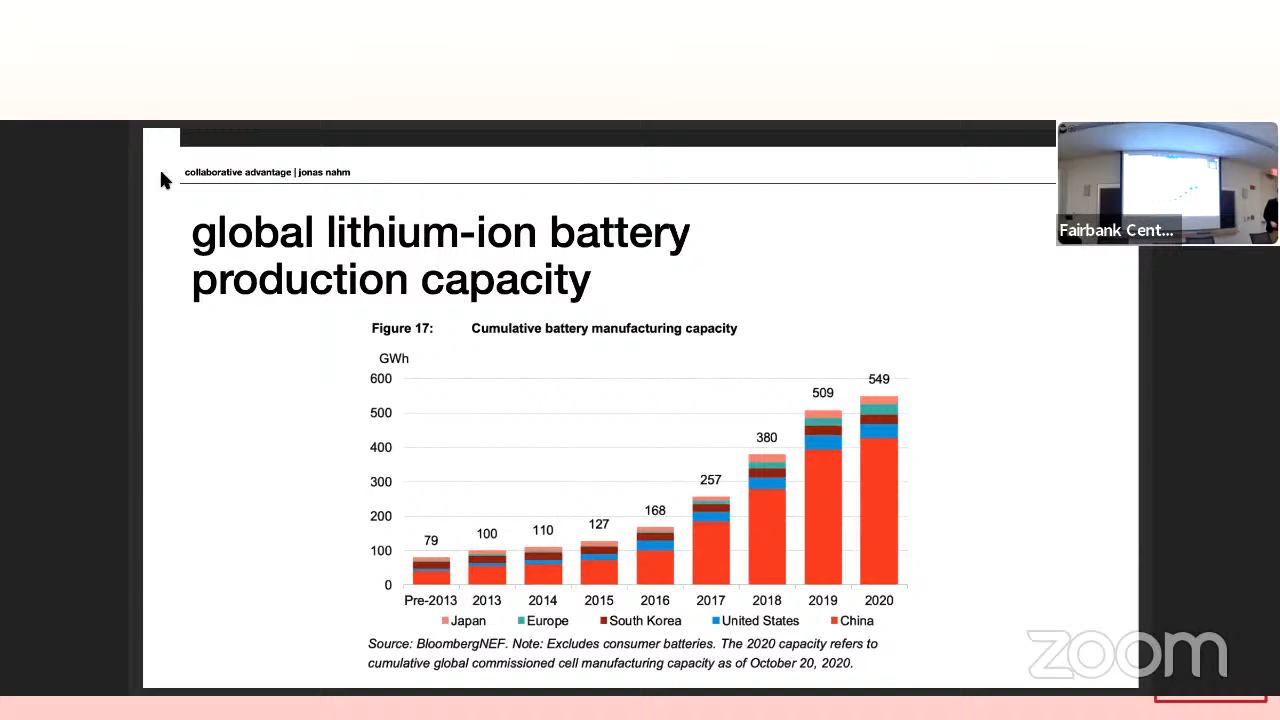 collaborative advantage | jonas nahm
Fairbank Cent...
global lithium-ion battery
production capacity
Figure 17: Cumulative battery manufacturing capacity
GWh
600
500
400
300
200
100
0
79
100
110
127
168
257
380
509
549
Pre-2013 2013 2014 2015 2016 2017 2018 2019 2020
Japan Europe South Korea United States China
Source: BloombergNEF. Note: Excludes consumer batteries. The 2020 capacity refers to
cumulative global commissioned cell manufacturing capacity as of October 20, 2020.
zoom